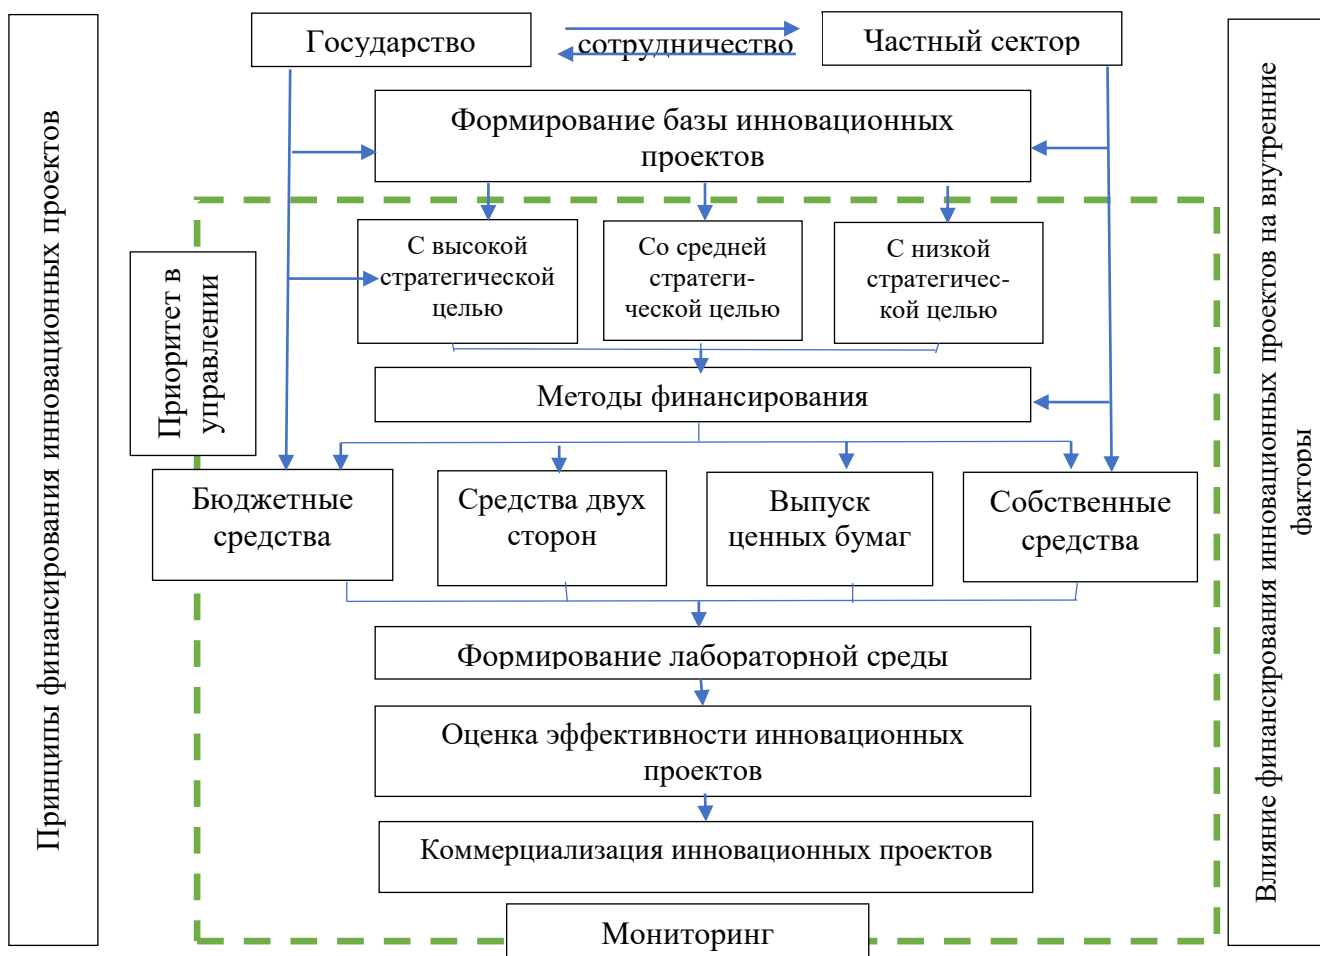 Принципы финансирования инновационных проектов
Государство
сотрудничество
Частный сектор
Формирование базы инновационных
проектов
Приоритет в
управлении
С высокой
стратегической
целью
Со средней
стратеги-
ческой целью
С низкой
стратегичес-
кой целью
Методы финансирования
Бюджетные
средства
Средства двух
сторон
Выпуск
ценных бумаг
Собственные
средства
Формирование лабораторной среды
Оценка эффективности инновационных
проектов
Коммерциализация инновационных проектов
Мониторинг
Влияние финансирования инновационных проектов на внутренние
факторы